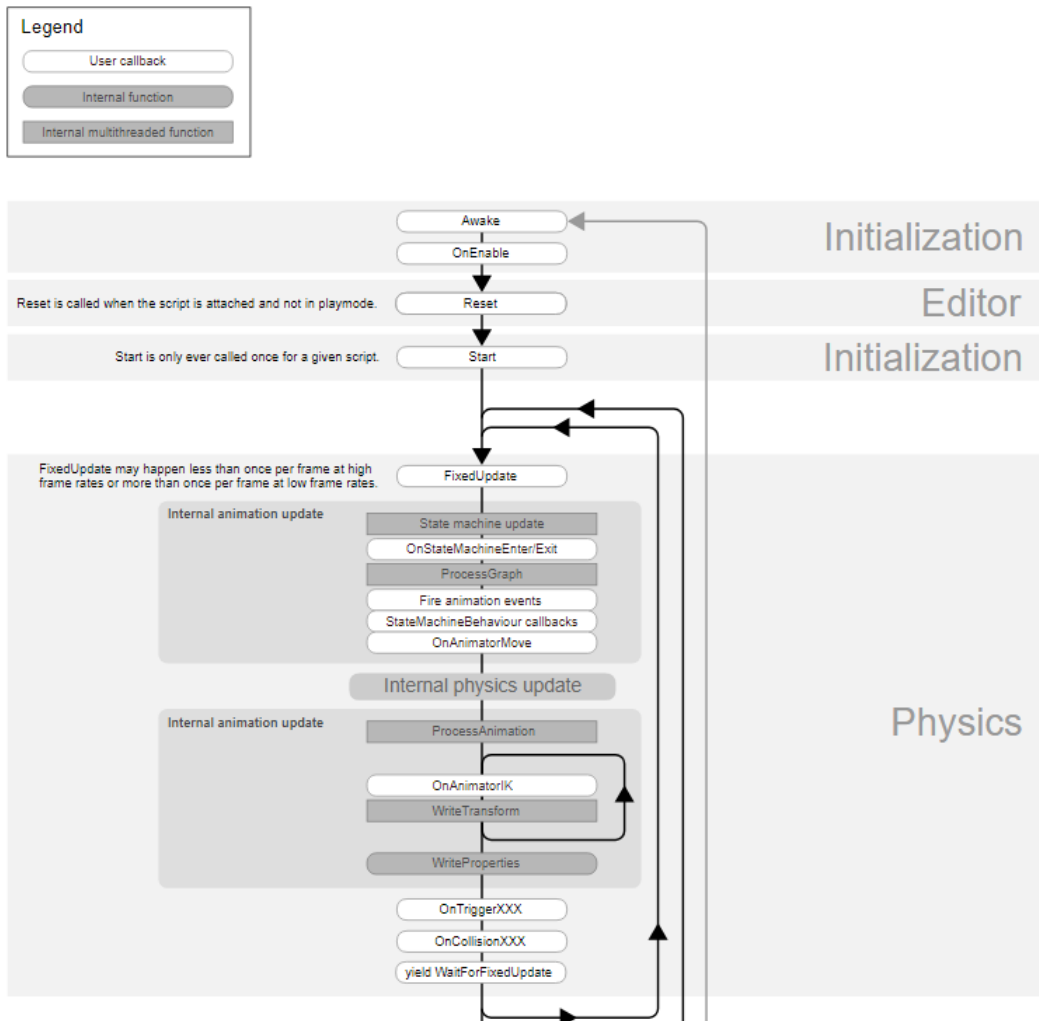 Legend
User callback
Internal function
Internal multithreaded function
Awake
OnEnable
Initialization
Reset is called when the script is attached and not in playmode.
Reset
Editor
Start is only ever called once for a given script.
Start
Initialization
FixedUpdate may happen less than once per frame at high
frame rates or more than once per frame at low frame rates.
FixedUpdate
Internal animation update
State machine update
OnStateMachineEnter/Exit
ProcessGraph
Fire animation events
StateMachineBehaviour callbacks
OnAnimatorMove
Internal physics update
Physics
Internal animation update
ProcessAnimation
OnAnimatorIK
WriteTransform
WriteProperties
OnTriggerXXX
OnCollisionXXX
yield WaitForFixedUpdate